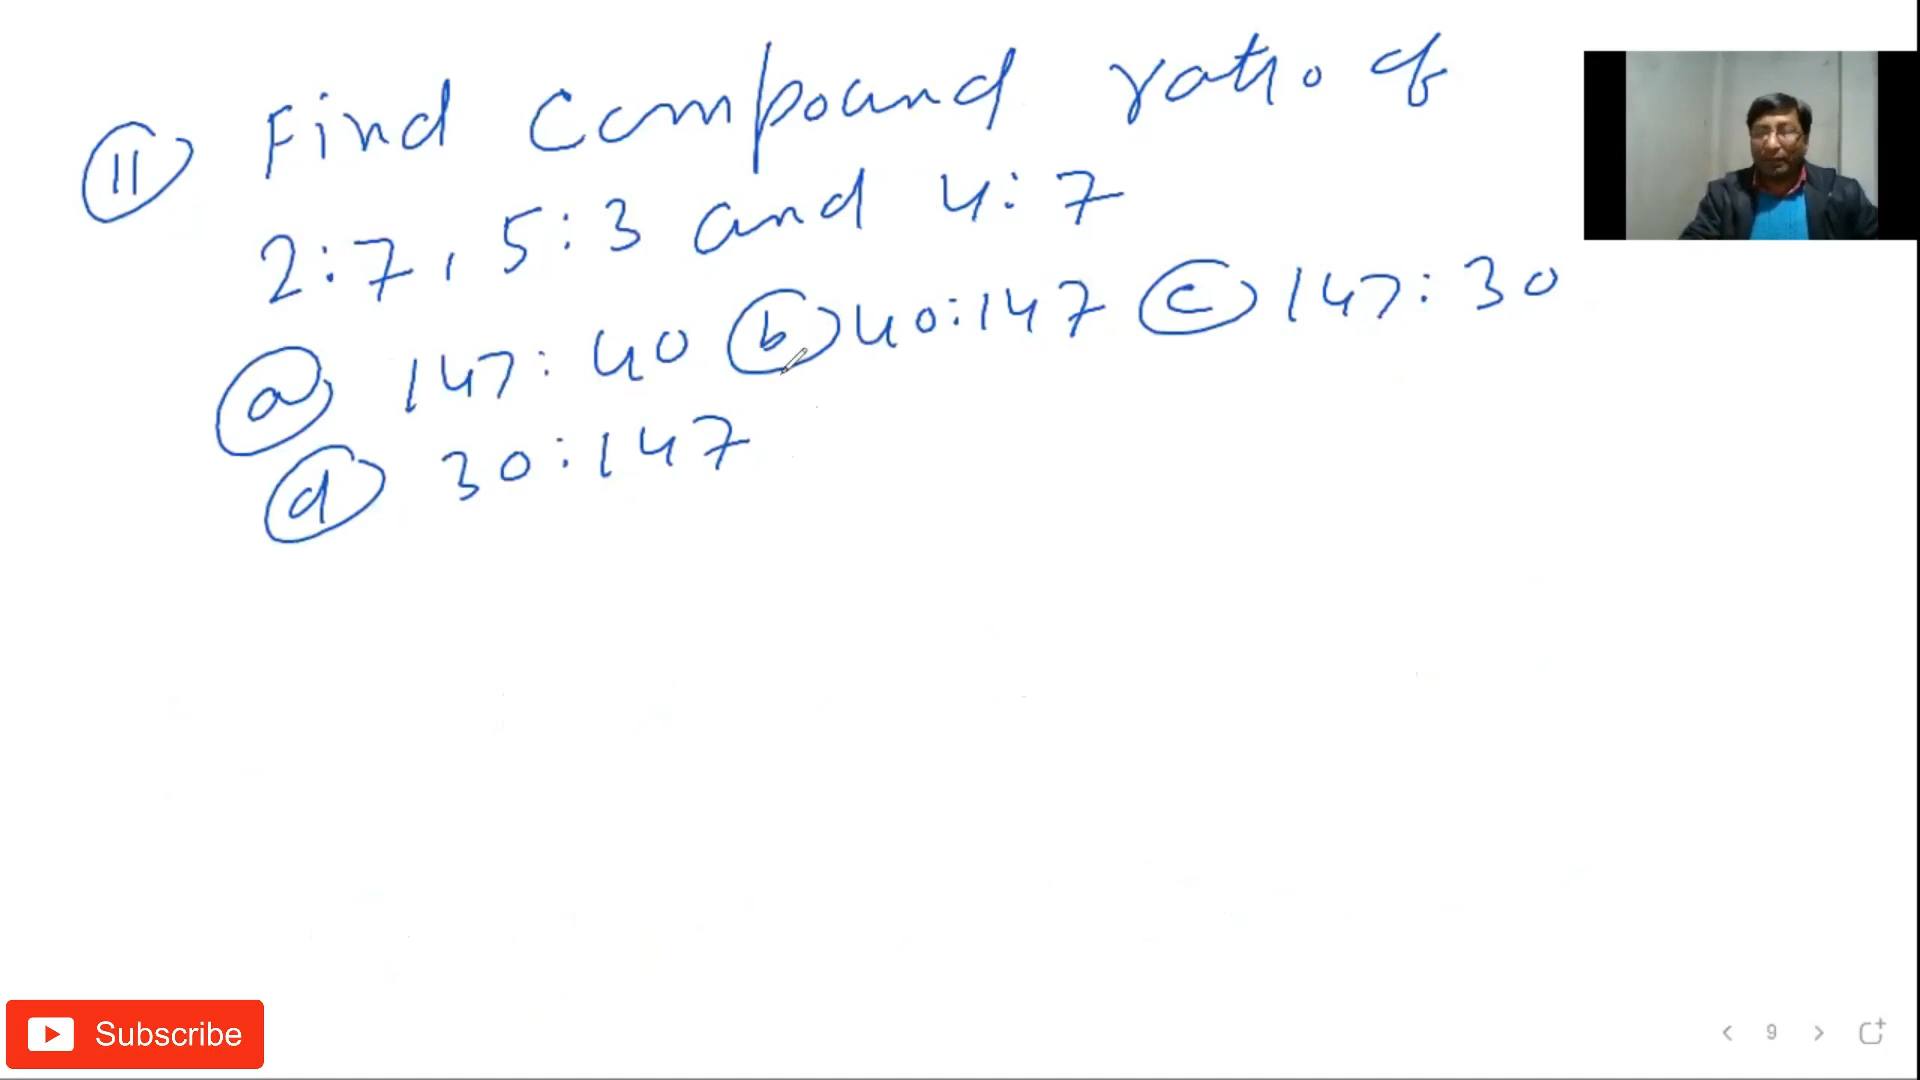 11 Find Compound ratio of
2:7, 5:3 and 4:7
a 147:40 b 40:147 c 147:30
d 30:147
Subscribe
< 9 >